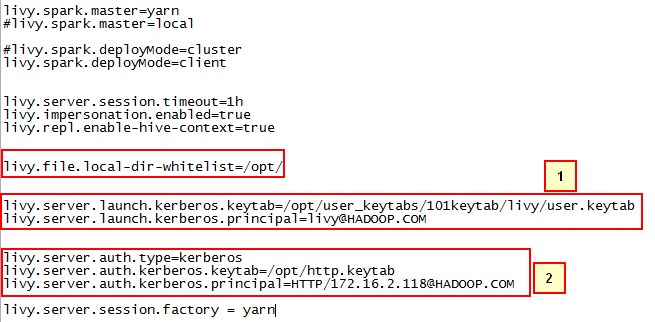 livy.spark.master=yarn
#livy.spark.master=local
#livy.spark.deployMode=cluster
livy.spark.deployMode=client
livy.server.session.timeout=1h
livy.impersonation.enabled=true
livy.repl.enable-hive-context=true
livy.file.local-dir-whitelist=/opt/
1
livy.server.launch.kerberos.keytab=/opt/user_keytabs/101keytab/livy/user.keytab
livy.server.launch.kerberos.principal=livy@HADOOP.COM
livy.server.auth.type=kerberos
livy.server.auth.kerberos.keytab=/opt/http.keytab
livy.server.auth.kerberos.principal=HTTP/172.16.2.118@HADOOP.COM
2
livy.server.session.factory = yarn